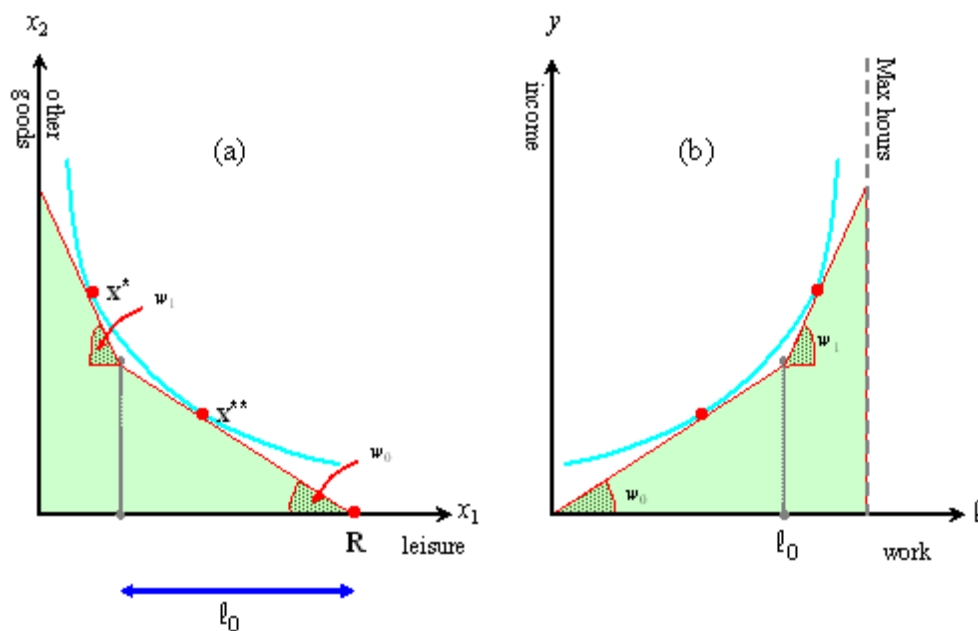 x₂
other
goods
(a)
x*
w₁
x**
w₀
x₁
R
leisure
ℓ₀
y
income
(b)
Max hours
w₁
w₀
ℓ₀
work
ℓ